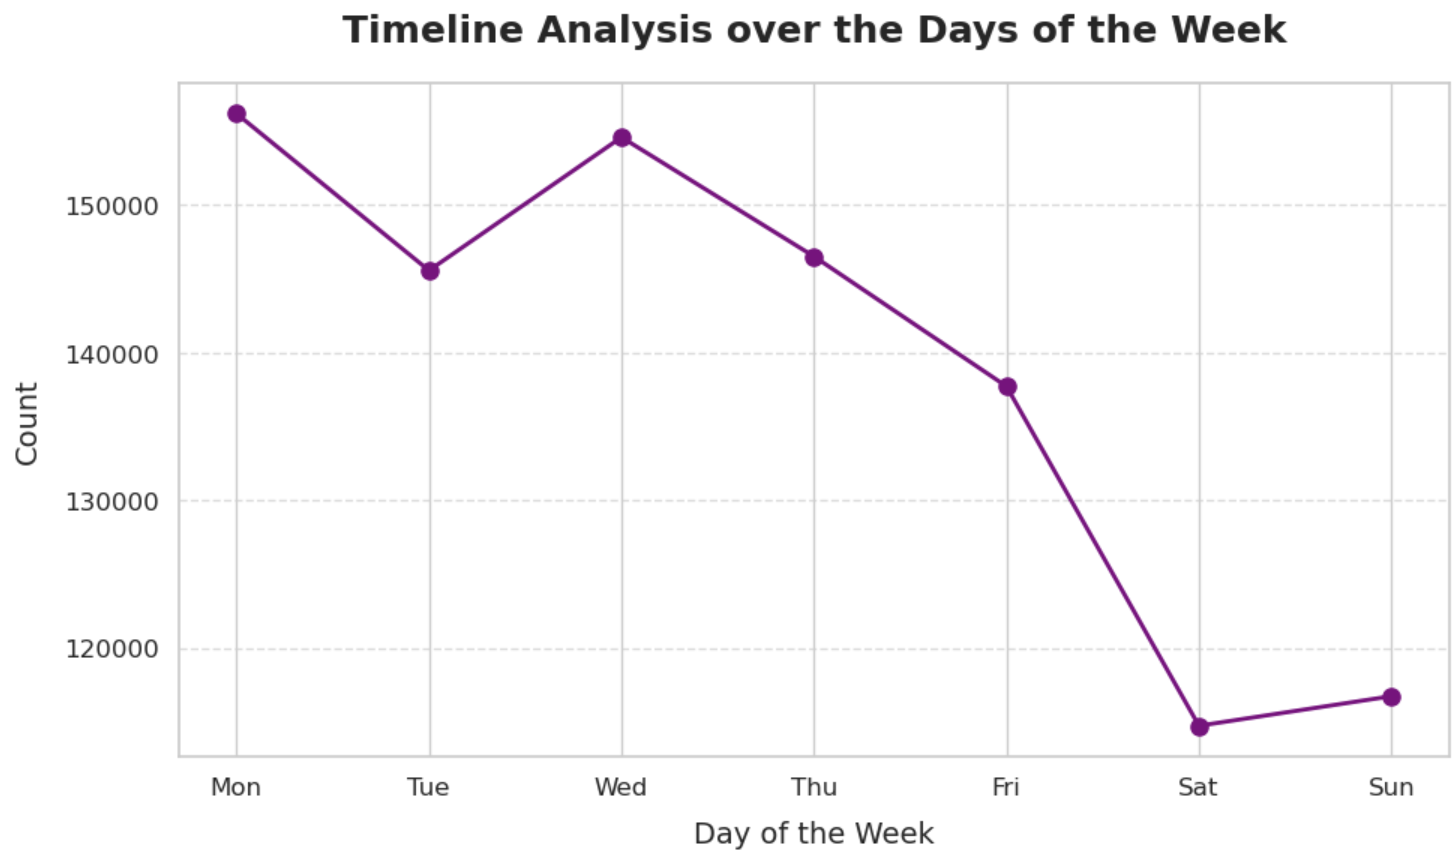 Timeline Analysis over the Days of the Week
150000
140000
130000
120000
Count
Mon Tue Wed Thu Fri Sat Sun
Day of the Week